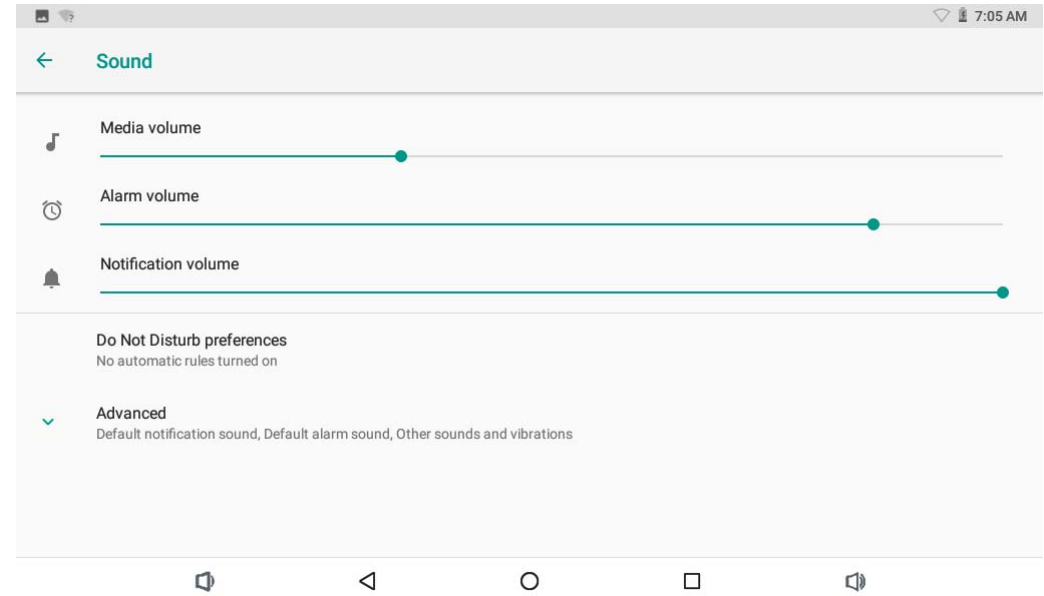 7:05 AM
Sound
Media volume
Alarm volume
Notification volume
Do Not Disturb preferences
No automatic rules turned on
Advanced
Default notification sound, Default alarm sound, Other sounds and vibrations